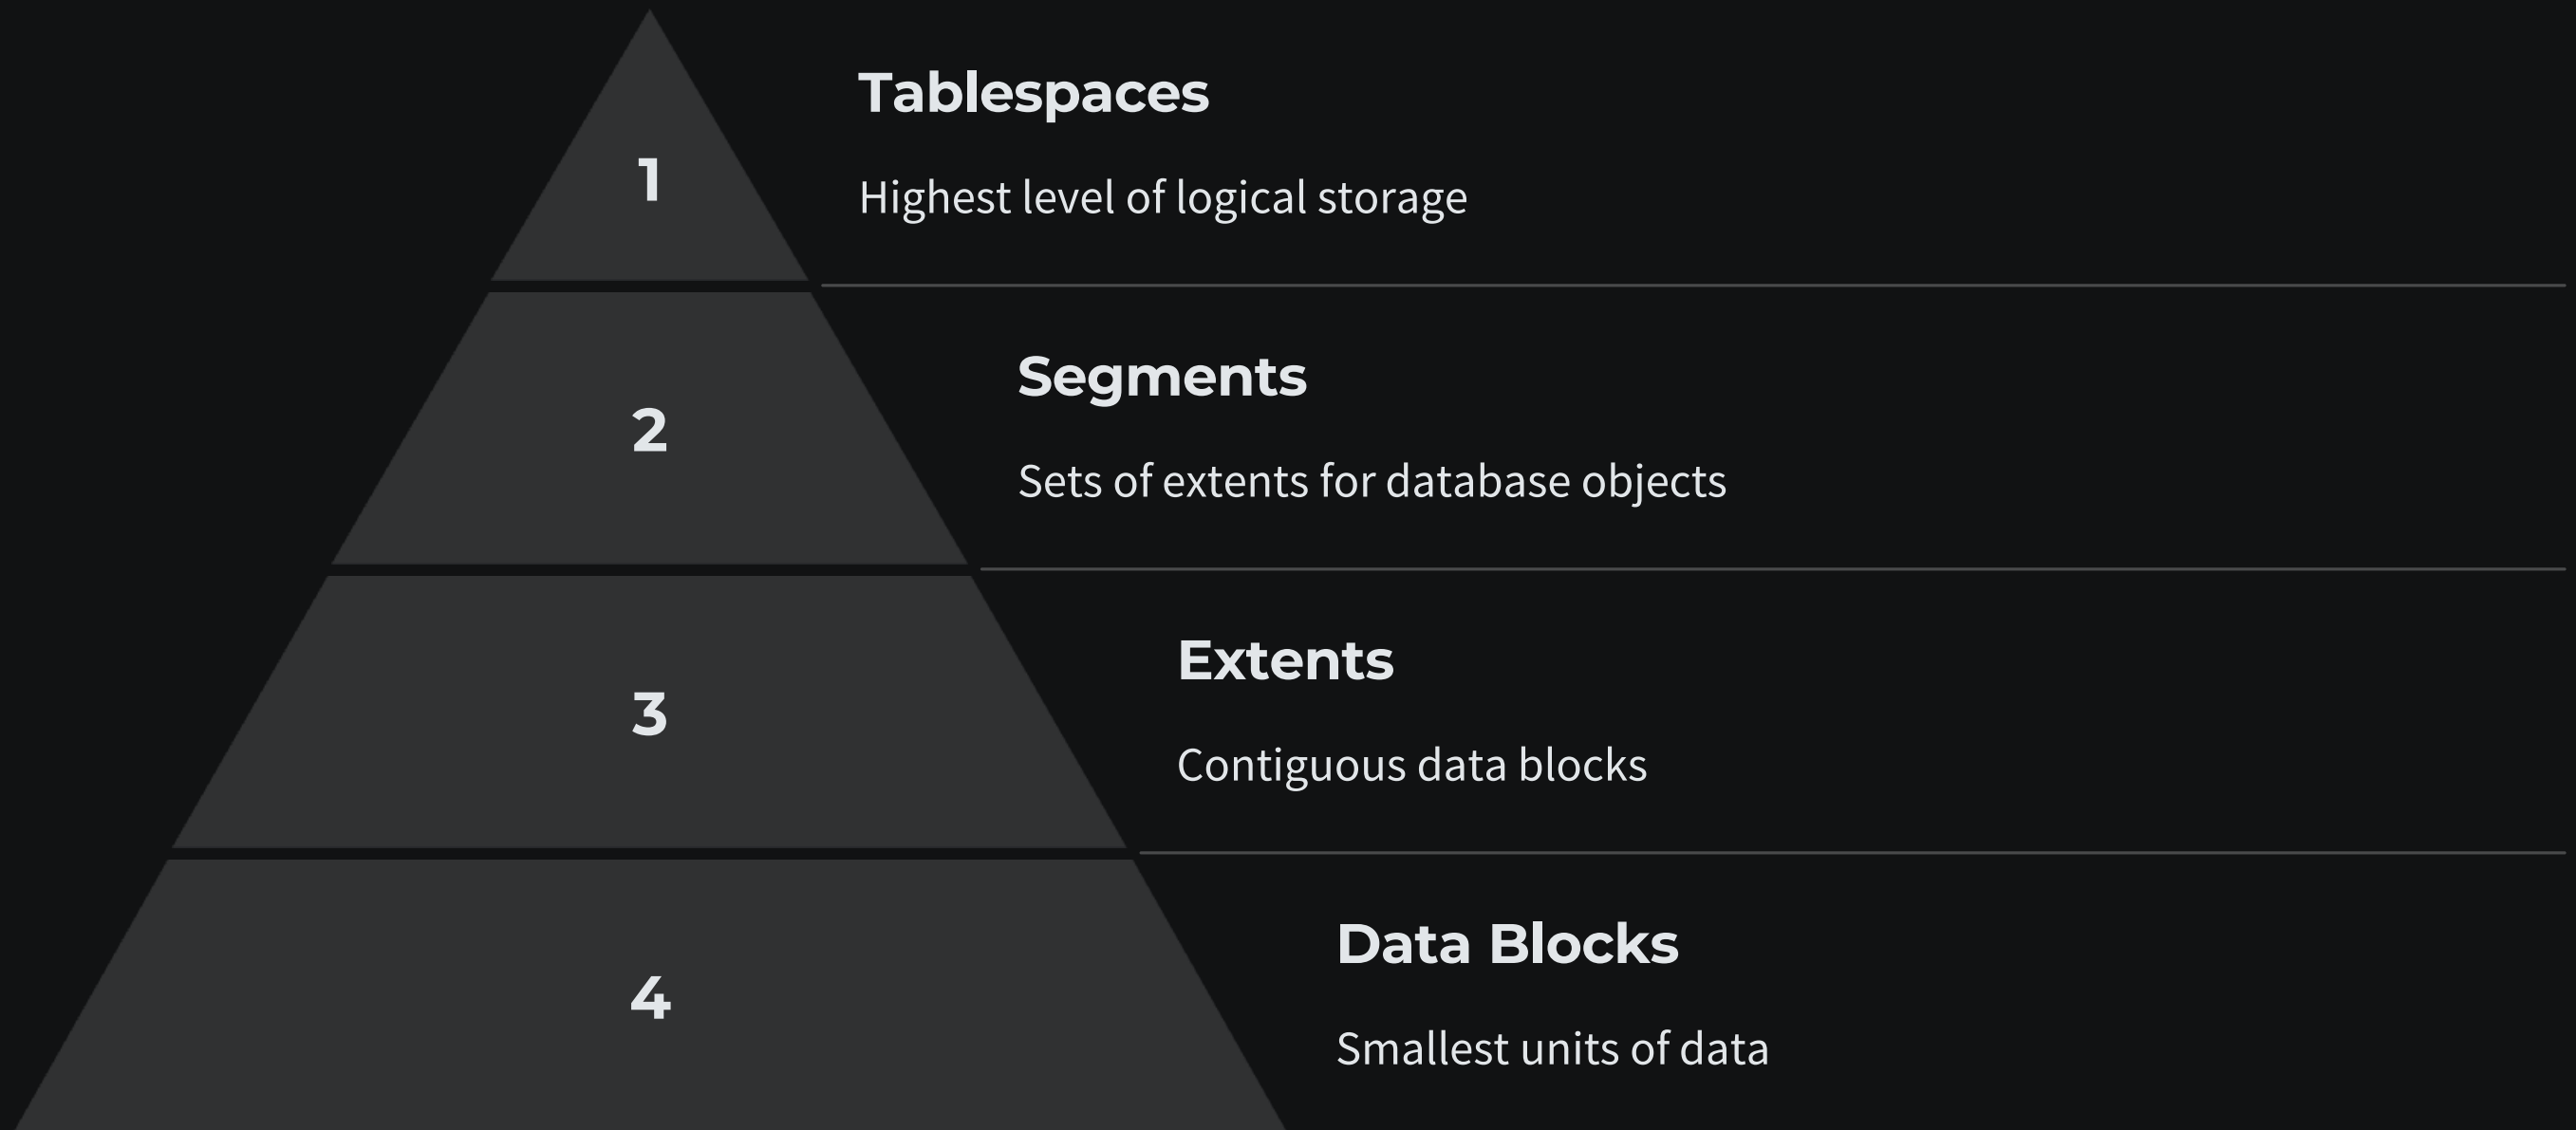 1
Tablespaces
Highest level of logical storage
2
Segments
Sets of extents for database objects
3
Extents
Contiguous data blocks
4
Data Blocks
Smallest units of data